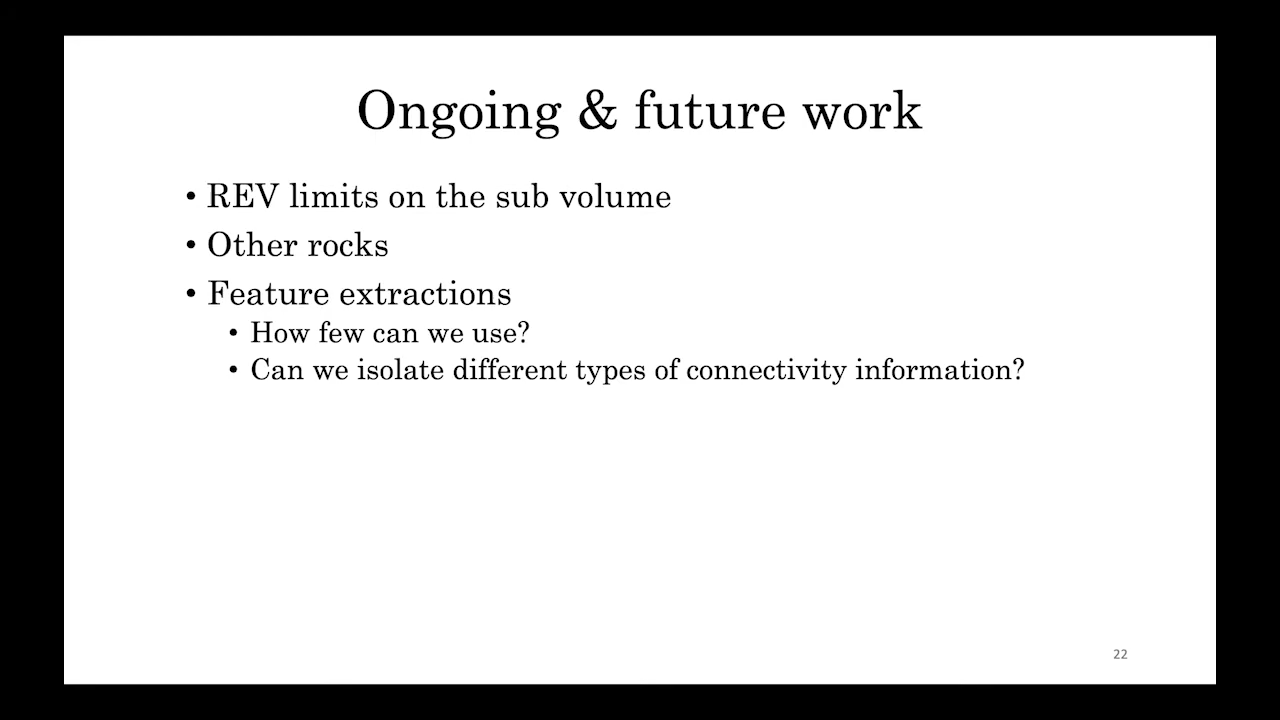 Ongoing & future work
• REV limits on the sub volume
• Other rocks
• Feature extractions
• How few can we use?
• Can we isolate different types of connectivity information?
22